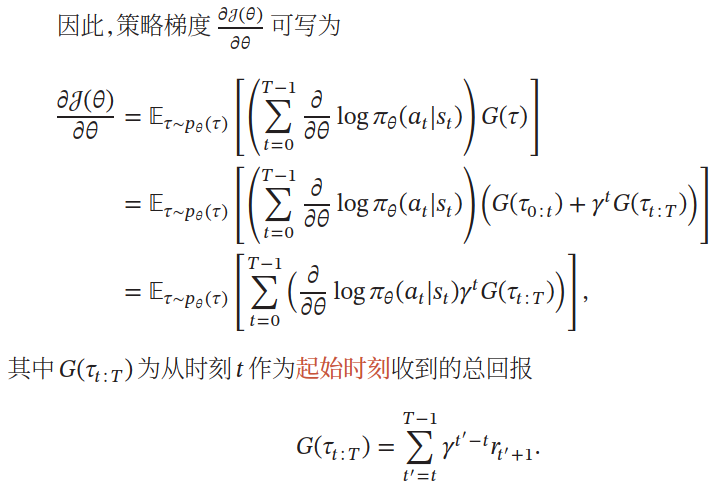 因此,策略梯度 $\frac{\partial \mathcal{J}(\theta)}{\partial \theta}$ 可写为
$\frac{\partial \mathcal{J}(\theta)}{\partial \theta} = \mathbb{E}_{\tau \sim p_\theta(\tau)} \left[ \left( \sum_{t=0}^{T-1} \frac{\partial}{\partial \theta} \log \pi_\theta(a_t|s_t) \right) G(\tau) \right]$
$= \mathbb{E}_{\tau \sim p_\theta(\tau)} \left[ \left( \sum_{t=0}^{T-1} \frac{\partial}{\partial \theta} \log \pi_\theta(a_t|s_t) \right) \left( G(\tau_{0:t}) + \gamma^t G(\tau_{t:T}) \right) \right]$
$= \mathbb{E}_{\tau \sim p_\theta(\tau)} \left[ \sum_{t=0}^{T-1} \left( \frac{\partial}{\partial \theta} \log \pi_\theta(a_t|s_t) \gamma^t G(\tau_{t:T}) \right) \right],$
其中 $G(\tau_{t:T})$ 为从时刻 $t$ 作为起始时刻收到的总回报
$G(\tau_{t:T}) = \sum_{t'=t}^{T-1} \gamma^{t'-t} r_{t'+1}.$